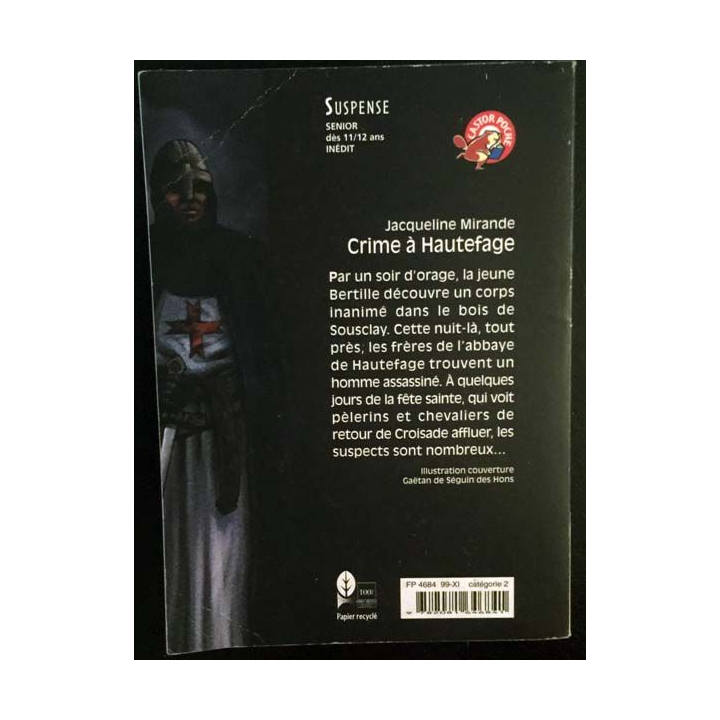 SUSPENSE
SENIOR
dès 11/12 ans
INÉDIT
CASTOR POCHE
Jacqueline Mirande
Crime à Hautefage
Par un soir d'orage, la jeune
Bertille découvre un corps
inanimé dans le bois de
Sousclay. Cette nuit-là, tout
près, les frères de l'abbaye
de Hautefage trouvent un
homme assassiné. À quelques
jours de la fête sainte, qui voit
pèlerins et chevaliers de
retour de Croisade affluer, les
suspects sont nombreux...
Illustration couverture
Gaëtan de Séguin des Hons
FP 4684 99-XI catégorie 2
9 782081 646841
Papier recyclé